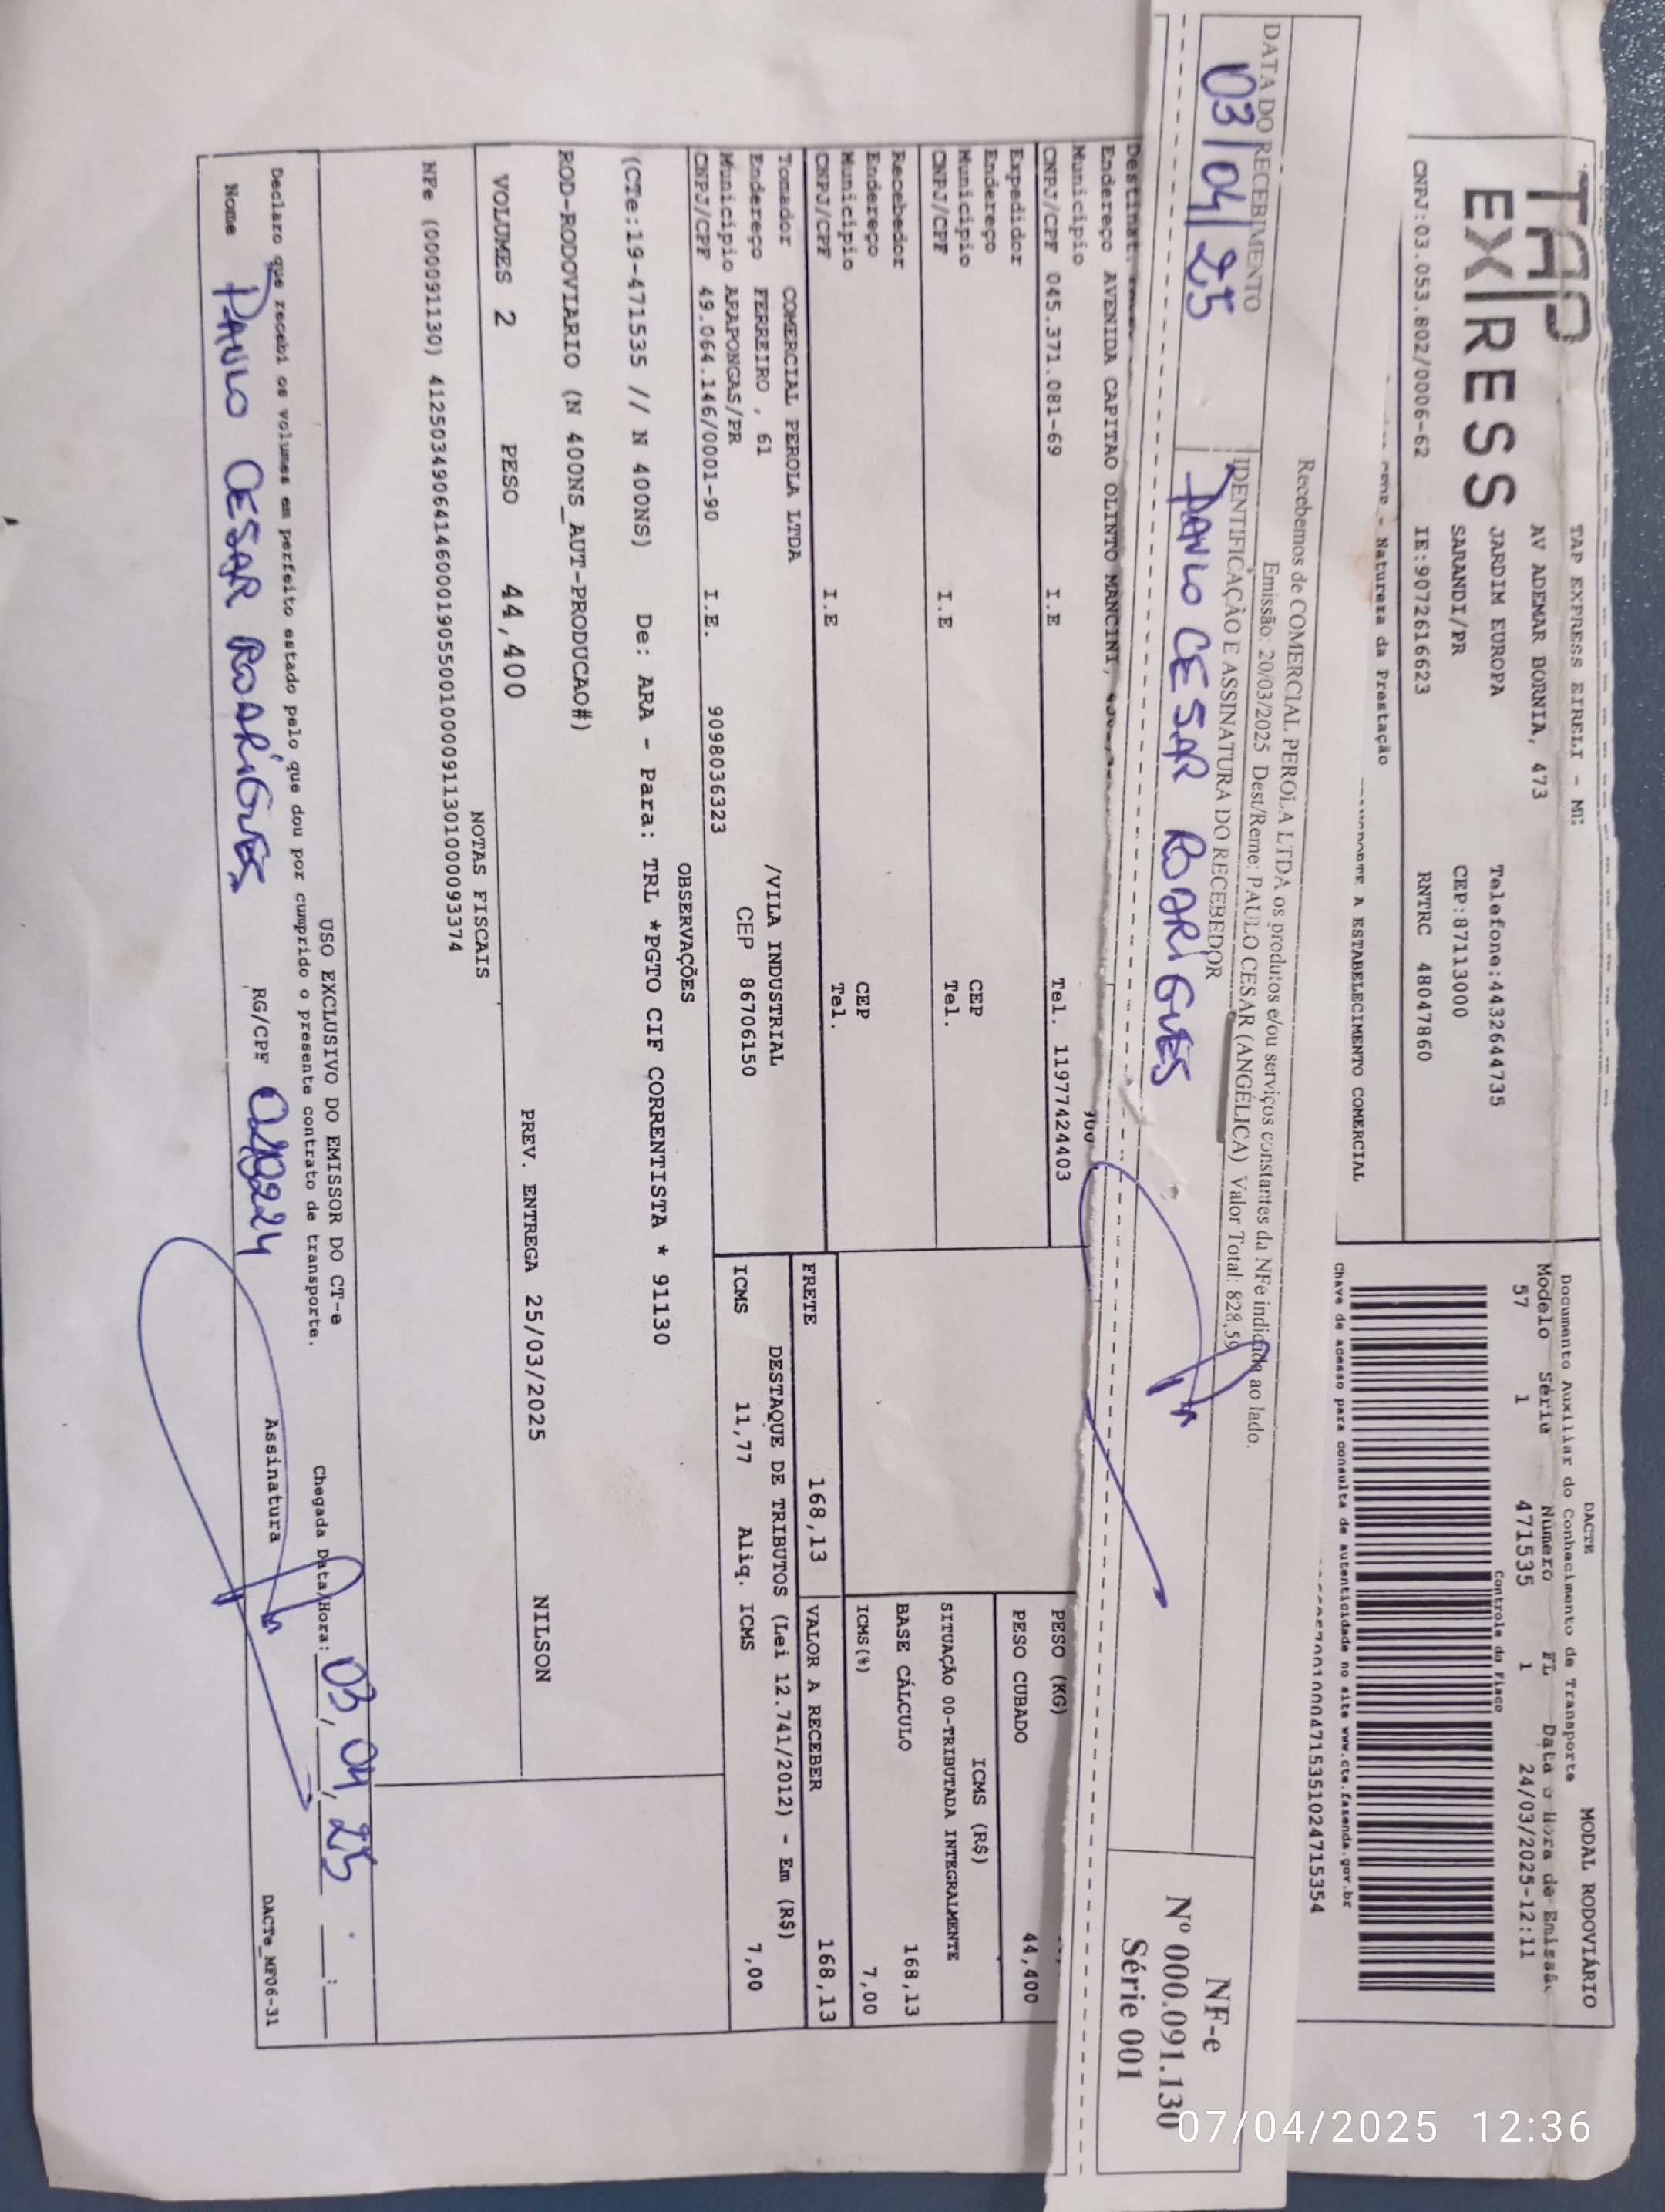 TAP EXPRESS
TAP EXPRESS EIRELI - ME
AV ADEMAR BORNIA, 473
JARDIM EUROPA Telefone:4432644735
SARANDI/PR CEP:87113000
CNPJ:03.053.802/0006-62 IE:9072616623 RNTRC 48047860
- Natureza da Prestação
A ESTABELECIMENTO COMERCIAL
DACTE MODAL RODOVIÁRIO
Documento Auxiliar do Conhecimento de Transporte
Modelo Série Número FL Data e Hora de Emissão
57 1 471535 1 24/03/2025-12:11
Controle do Fisco
Chave de acesso para consulta de autenticidade no site www.cte.fazenda.gov.br
Recebemos de COMERCIAL PEROLA LTDA os produtos e/ou serviços constantes da NFe indicada ao lado.
Emissão: 20/03/2025 Dest/Reme: PAULO CESAR (ANGÉLICA) Valor Total: 828,59
DATA DO RECEBIMENTO
03/04/25
IDENTIFICAÇÃO E ASSINATURA DO RECEBEDOR
PAULO CESAR RODRÍGUES
NF-e
Nº 000.091.130
Série 001
Destinat.
Endereço AVENIDA CAPITAO OLINTO MANCINI,
Município
CNPJ/CPF 045.371.081-69 I.E Tel. 11977424403
Expedidor
Endereço
Município CEP
CNPJ/CPF I.E Tel.
Recebedor
Endereço
Município CEP
CNPJ/CPF I.E Tel.
Tomador COMERCIAL PEROLA LTDA
Endereço FERREIRO , 61 /VILA INDUSTRIAL
Município ARAPONGAS/PR CEP 86706150
CNPJ/CPF 49.064.146/0001-90 I.E. 9098036323
PESO (KG)
PESO CUBADO 44,400
ICMS (R$)
SITUAÇÃO 00-TRIBUTADA INTEGRALMENTE
BASE CÁLCULO 168,13
ICMS(%) 7,00
FRETE 168,13 VALOR A RECEBER 168,13
DESTAQUE DE TRIBUTOS (Lei 12.741/2012) - Em (R$)
ICMS 11,77 Aliq. ICMS 7,00
OBSERVAÇÕES
(CTe:19-471535 // N 400NS) De: ARA - Para: TRL *PGTO CIF CORRENTISTA * 91130
ROD-RODOVIARIO (N 400NS_AUT-PRODUCAO#)
VOLUMES 2 PESO 44,400 PREV. ENTREGA 25/03/2025 NILSON
NOTAS FISCAIS
NFe (000091130) 41250349064146000190550010000911301000093374
USO EXCLUSIVO DO EMISSOR DO CT-e
Declaro que recebi os volumes em perfeito estado pelo que dou por cumprido o presente contrato de transporte.
Chegada Data/Hora: 03/04/25 __:__
Nome PAULO CESAR RODRÍGUES RG/CPF Assinatura
DACTe_MP06-31
07/04/2025 12:36